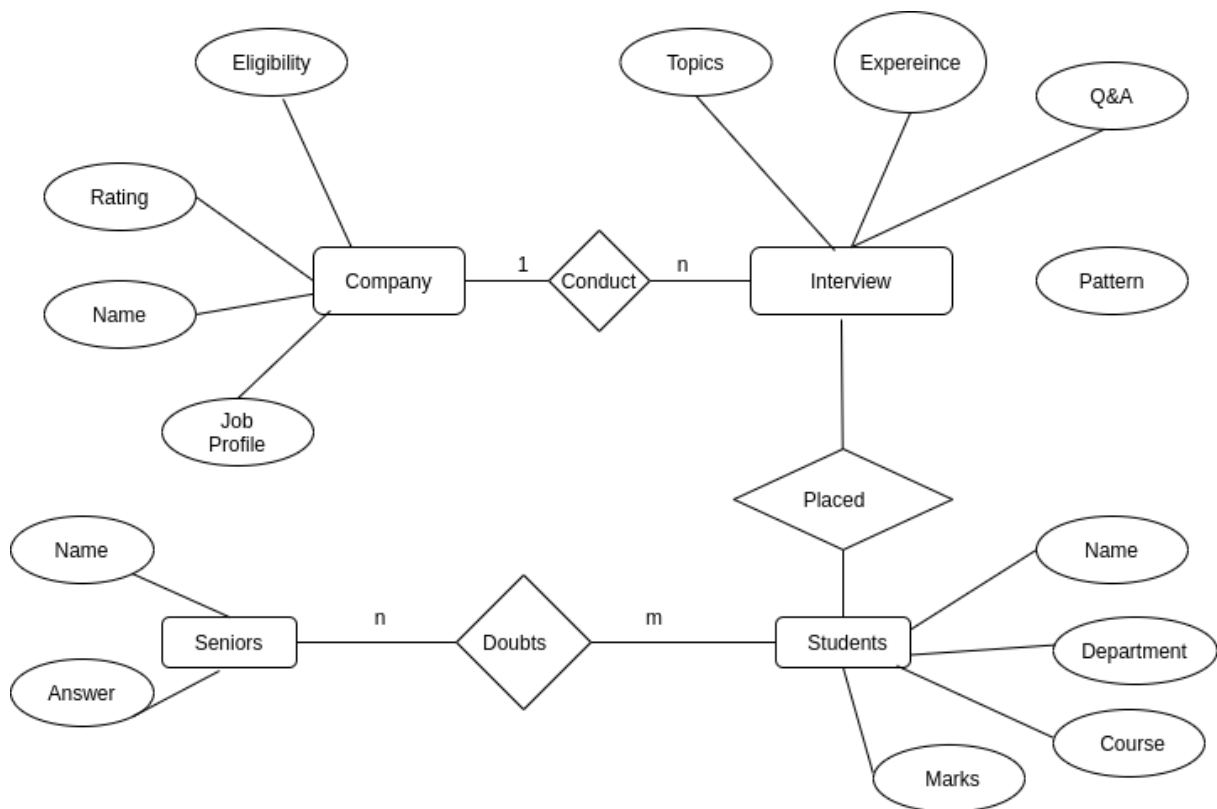 Eligibility
Topics
Expereince
Q&A
Rating
Company
1
Conduct
n
Interview
Pattern
Name
Job
Profile
Placed
Name
Name
Seniors
n
Doubts
m
Students
Department
Answer
Course
Marks